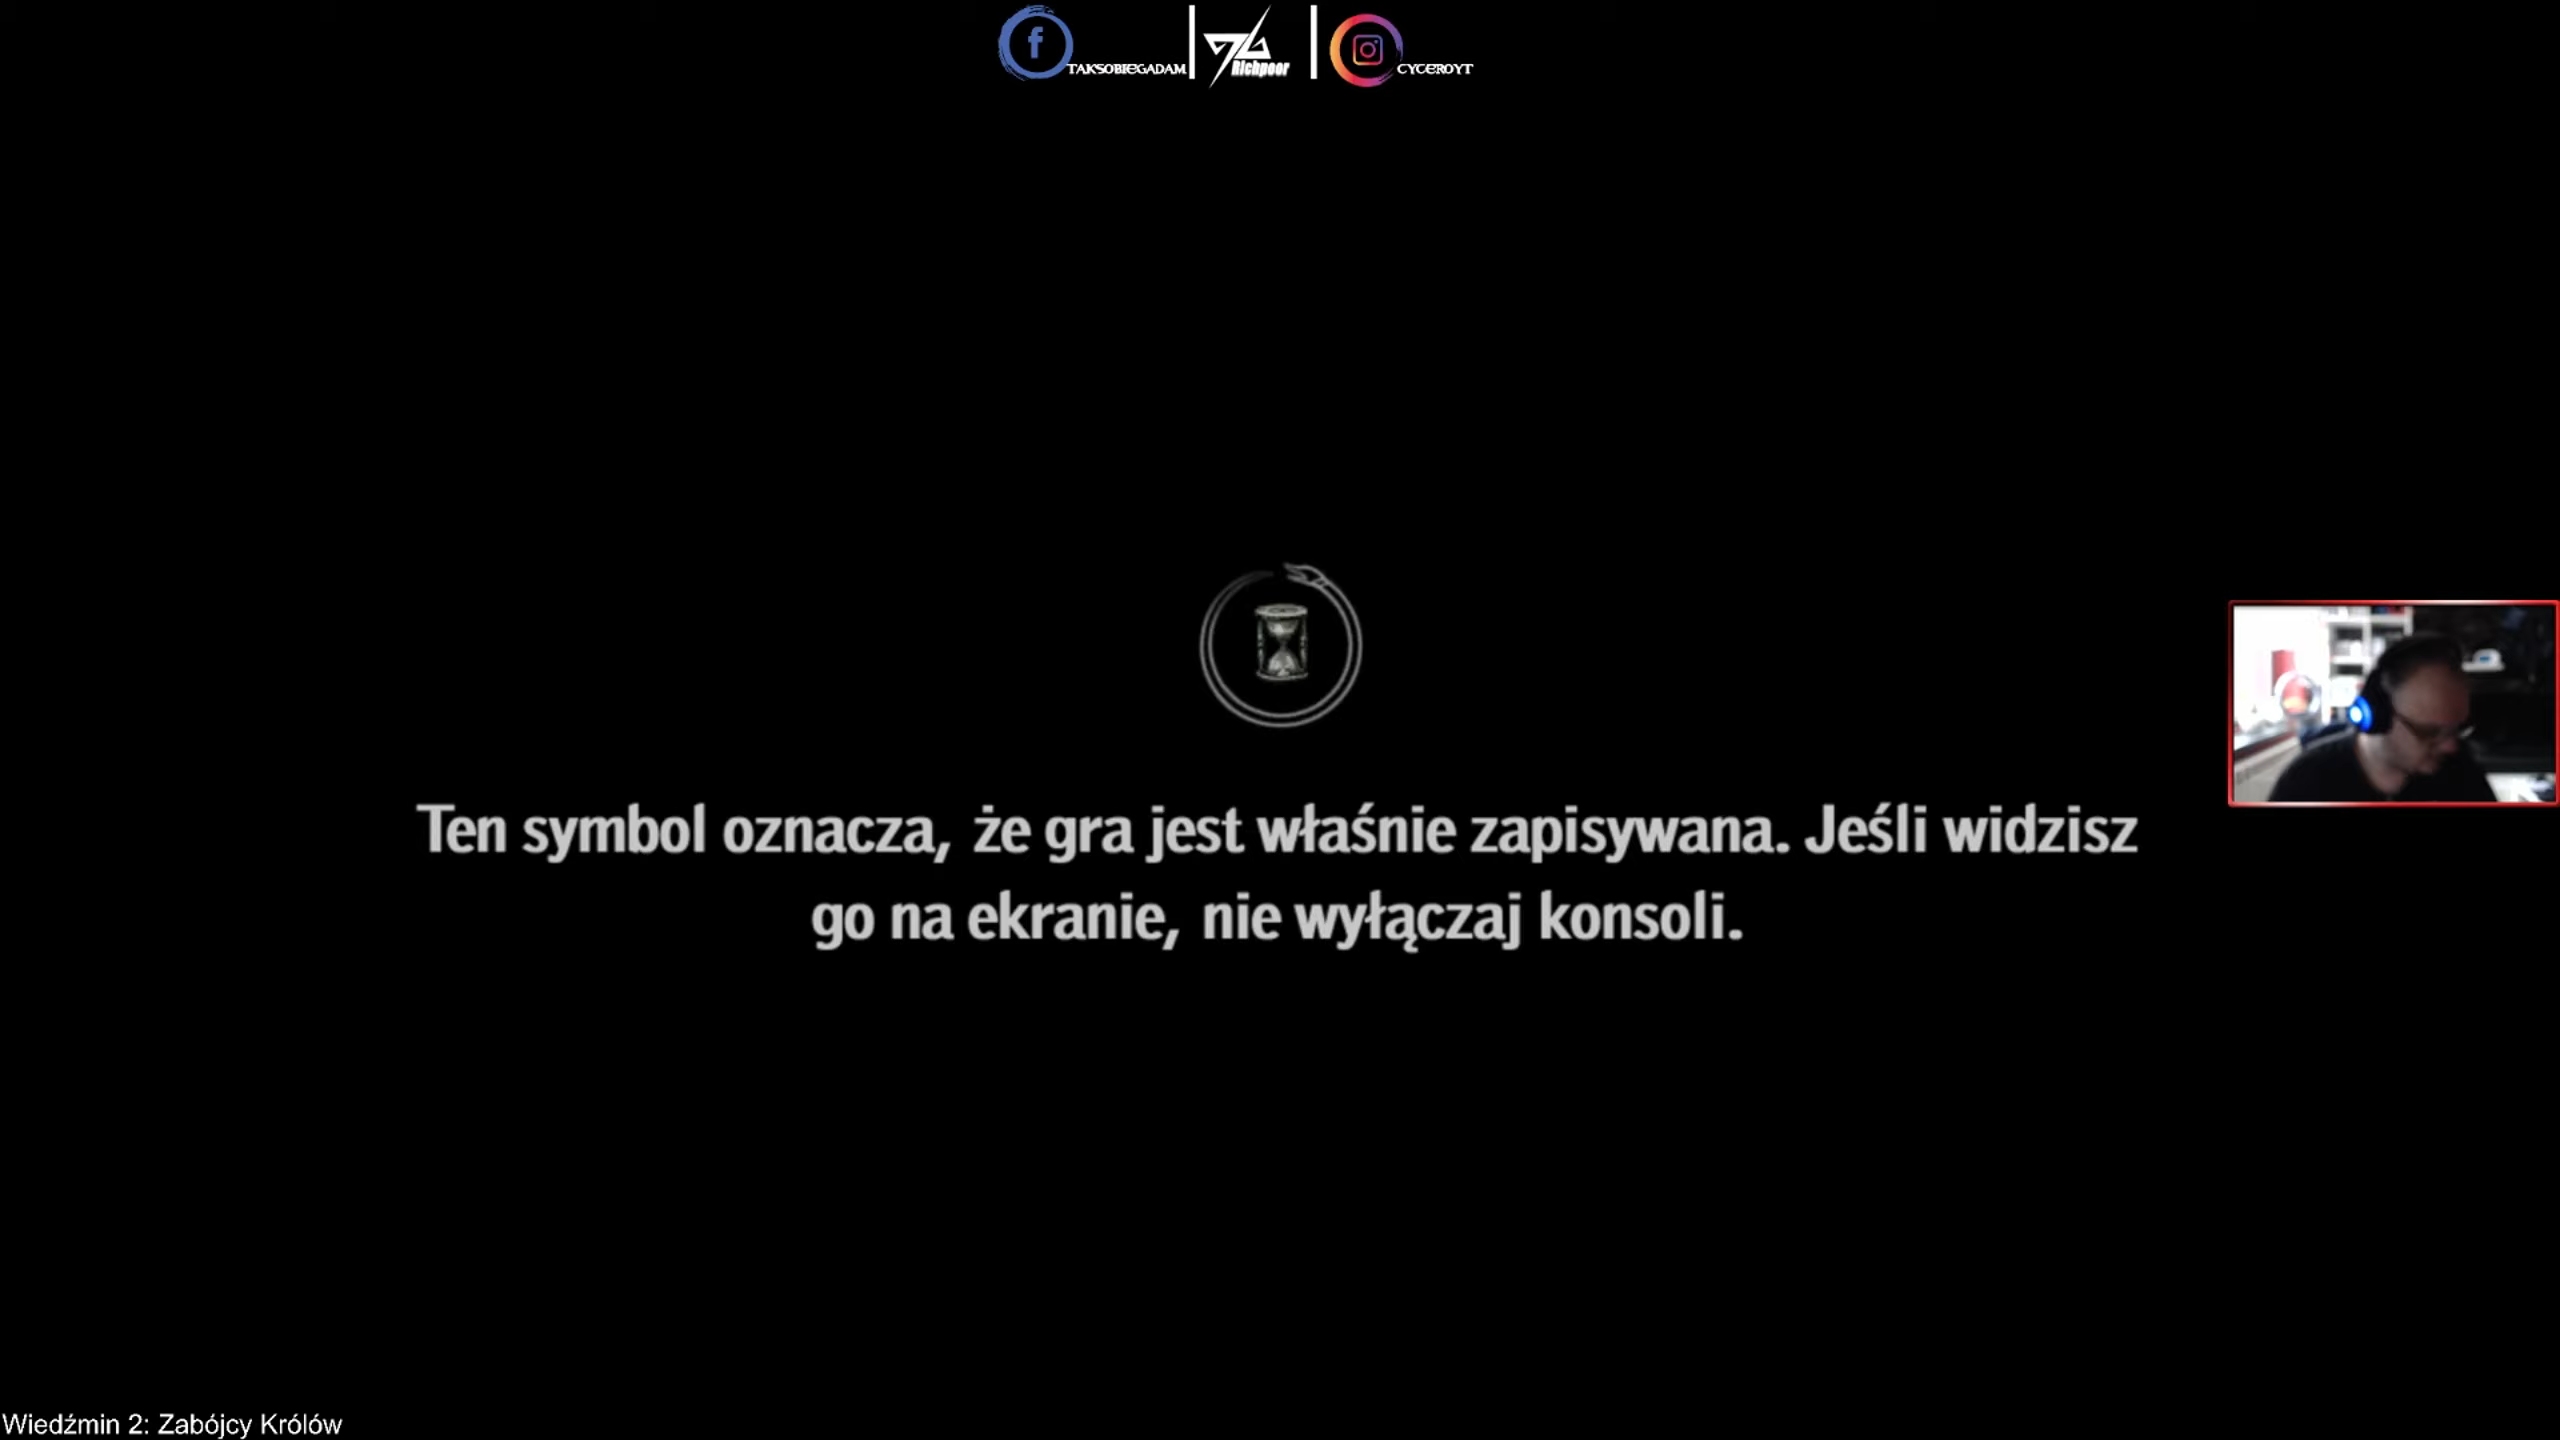 TAKSOBIEGADAM
Richpoor
CYCEROYT
Ten symbol oznacza, że gra jest właśnie zapisywana. Jeśli widzisz
go na ekranie, nie wyłączaj konsoli.
Wiedźmin 2: Zabójcy Królów